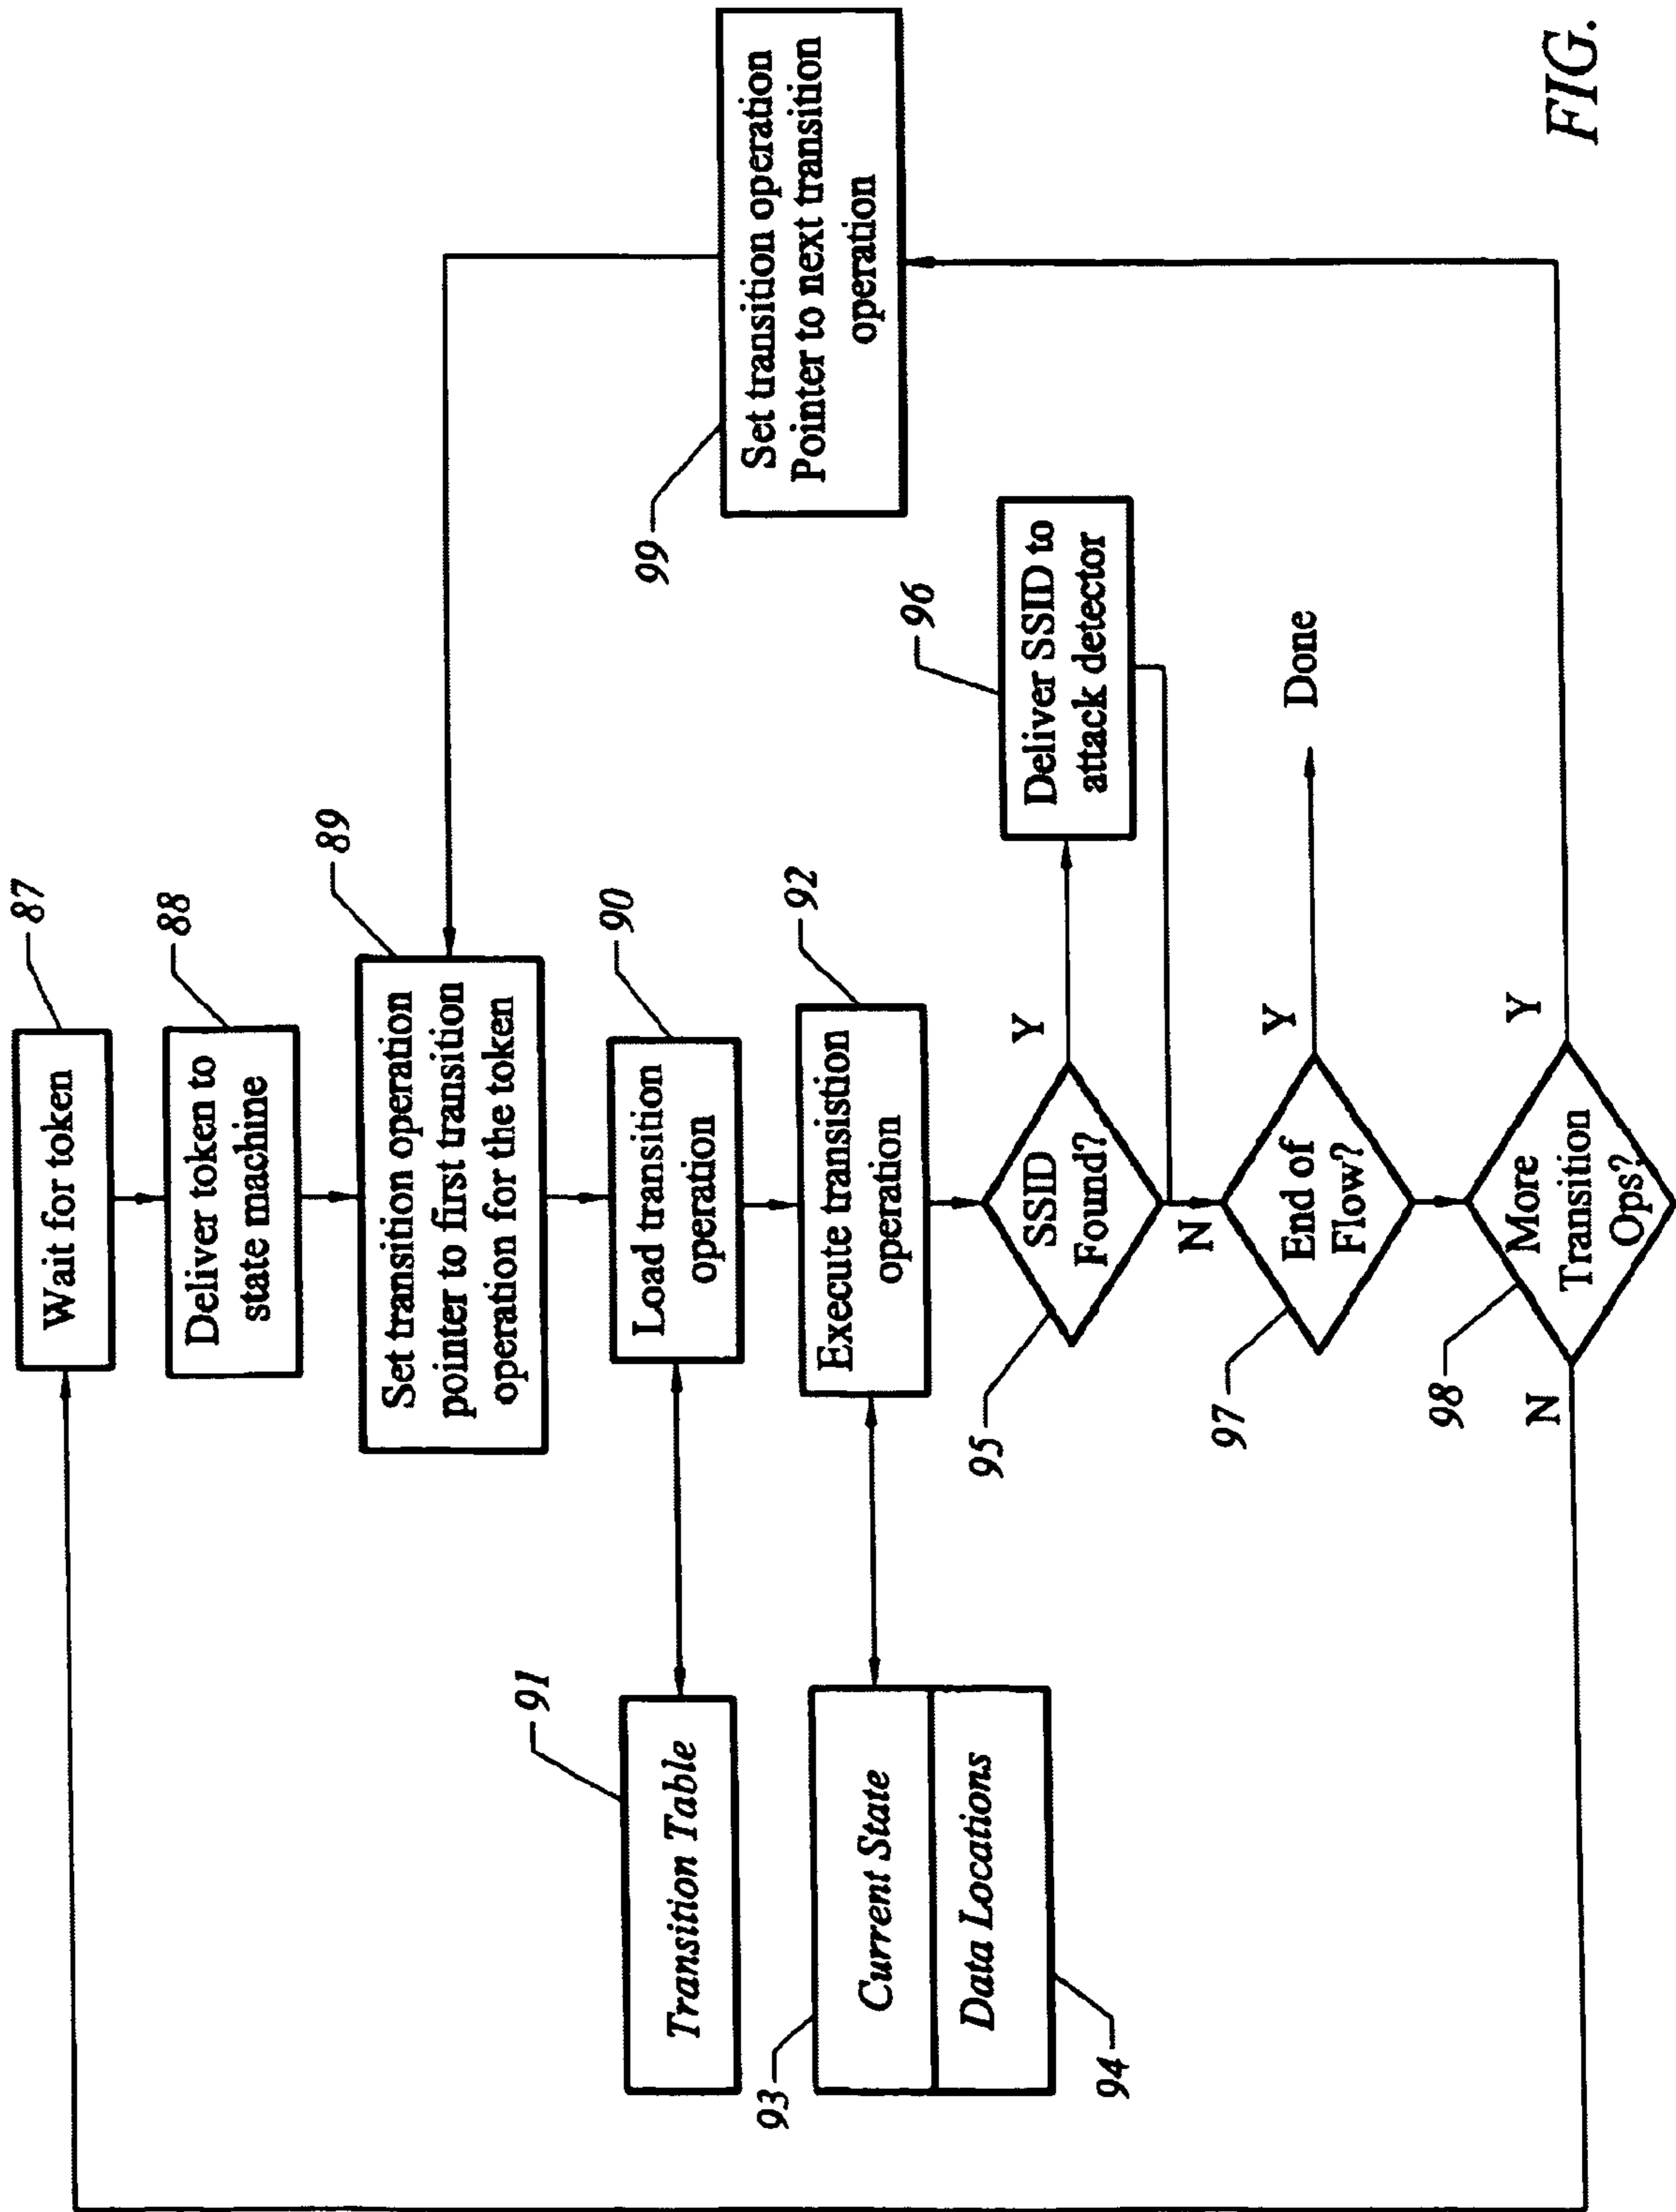 87
Wait for token
88
Deliver token to
state machine
89
Set transition operation
pointer to first transition
operation for the token
90
Load transition
operation
91
Transition Table
92
Execute transistion
operation
93
Current State
Data Locations
94
95
SSID
Found?
Y
N
96
Deliver SSID to
attack detector
97
End of
Flow?
Y
Done
98
More
Transition
Ops?
Y
N
99
Set transition operation
Pointer to next transition
operation
FIG.